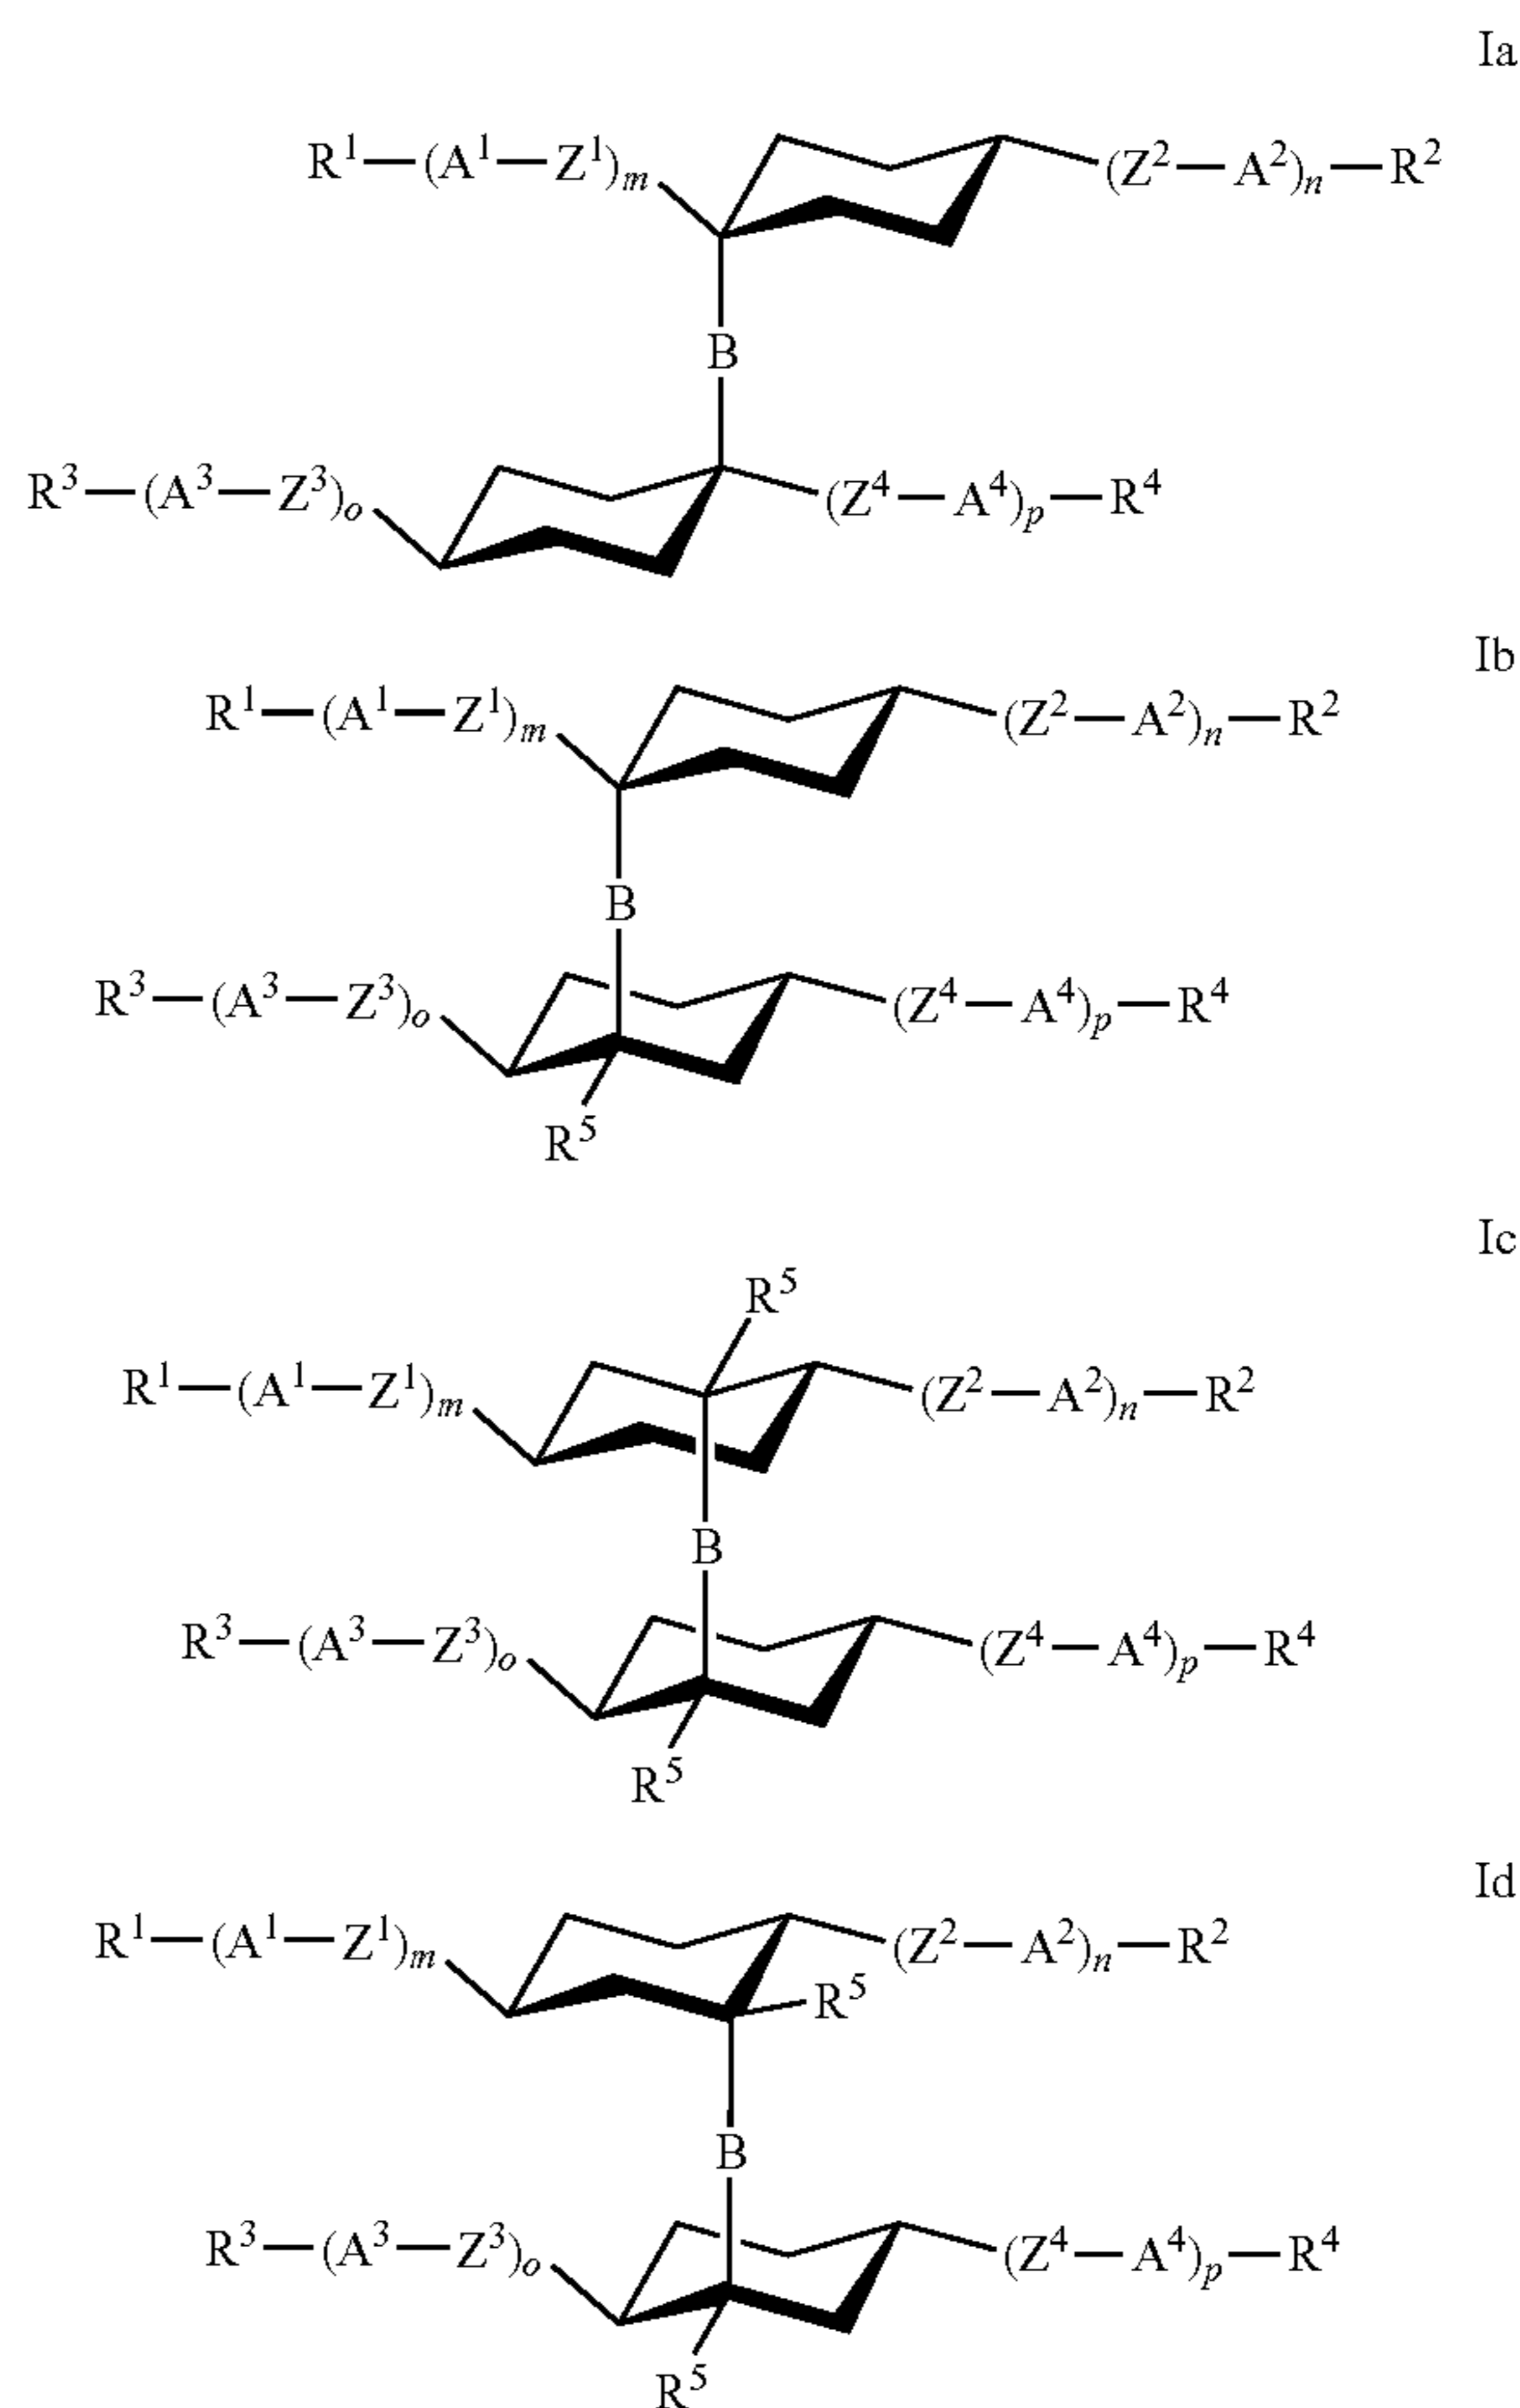 Ia
R¹—(A¹—Z¹)ₘ (Z²—A²)ₙ—R²
B
R³—(A³—Z³)ₒ (Z⁴—A⁴)ₚ—R⁴
Ib
R¹—(A¹—Z¹)ₘ (Z²—A²)ₙ—R²
B
R³—(A³—Z³)ₒ (Z⁴—A⁴)ₚ—R⁴
R⁵
Ic
R⁵
R¹—(A¹—Z¹)ₘ (Z²—A²)ₙ—R²
B
R³—(A³—Z³)ₒ (Z⁴—A⁴)ₚ—R⁴
R⁵
Id
R¹—(A¹—Z¹)ₘ (Z²—A²)ₙ—R²
R⁵
B
R³—(A³—Z³)ₒ (Z⁴—A⁴)ₚ—R⁴
R⁵